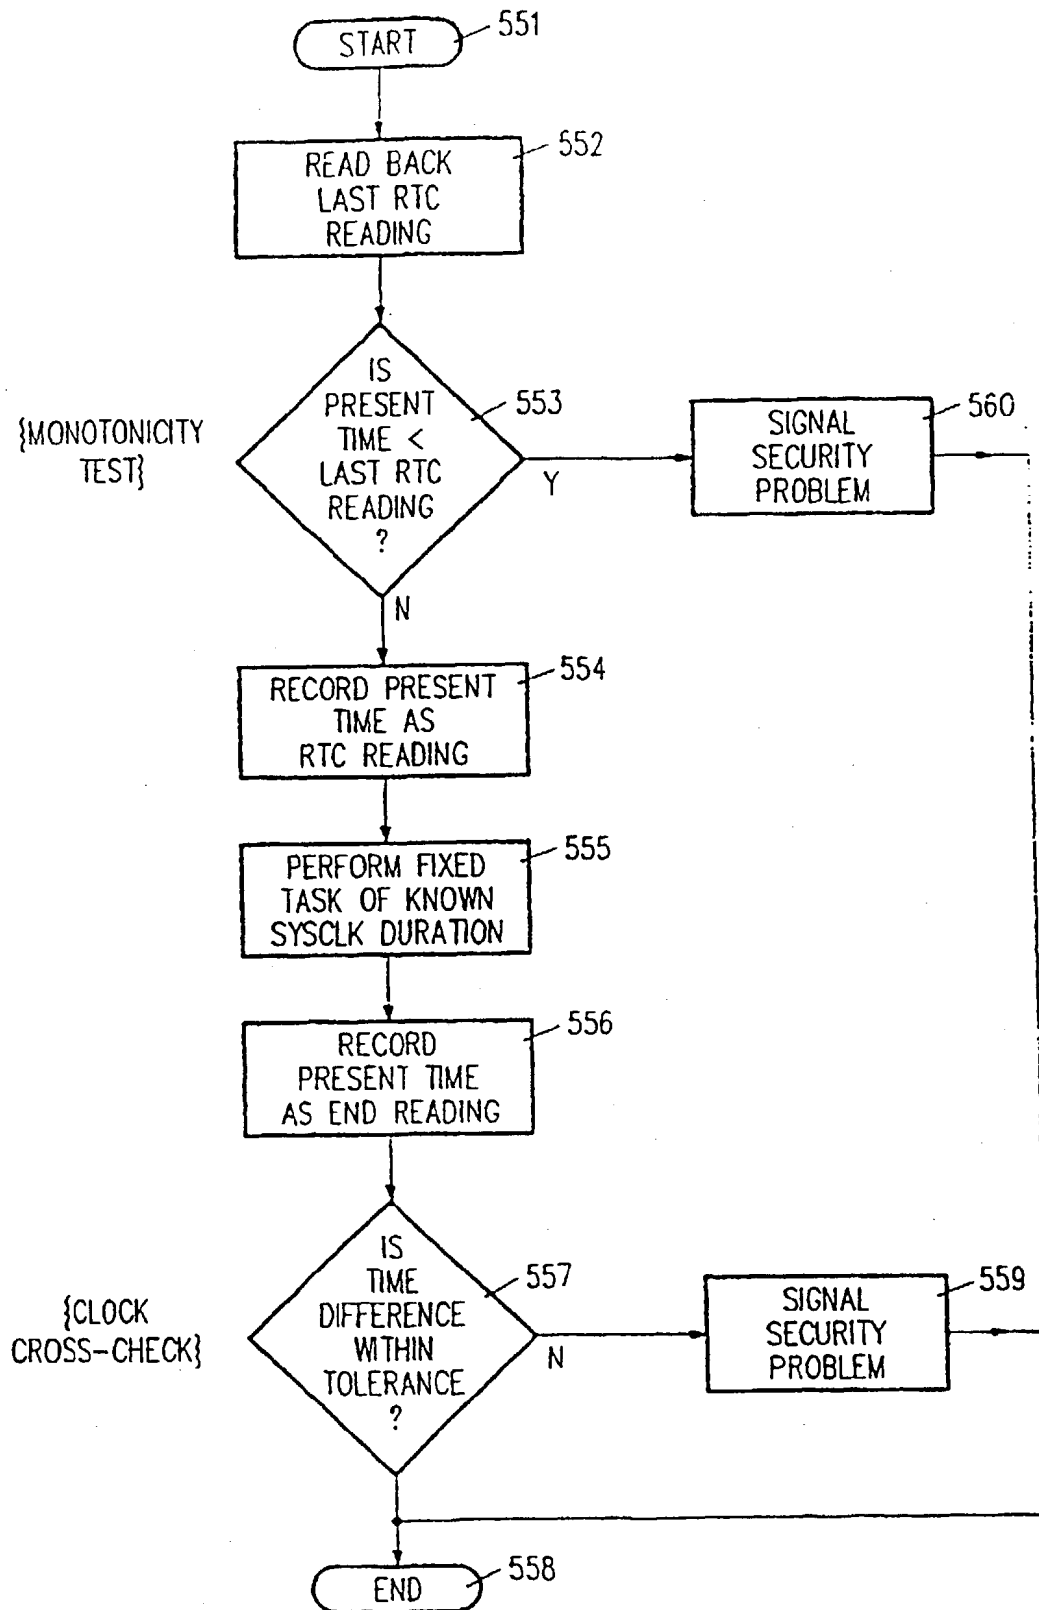 START
551
READ BACK
LAST RTC
READING
552
{MONOTONICITY
TEST}
IS
PRESENT
TIME <
LAST RTC
READING
?
553
Y
N
SIGNAL
SECURITY
PROBLEM
560
RECORD PRESENT
TIME AS
RTC READING
554
PERFORM FIXED
TASK OF KNOWN
SYSCLK DURATION
555
RECORD
PRESENT TIME
AS END READING
556
{CLOCK
CROSS-CHECK}
IS
TIME
DIFFERENCE
WITHIN
TOLERANCE
?
557
N
SIGNAL
SECURITY
PROBLEM
559
END
558